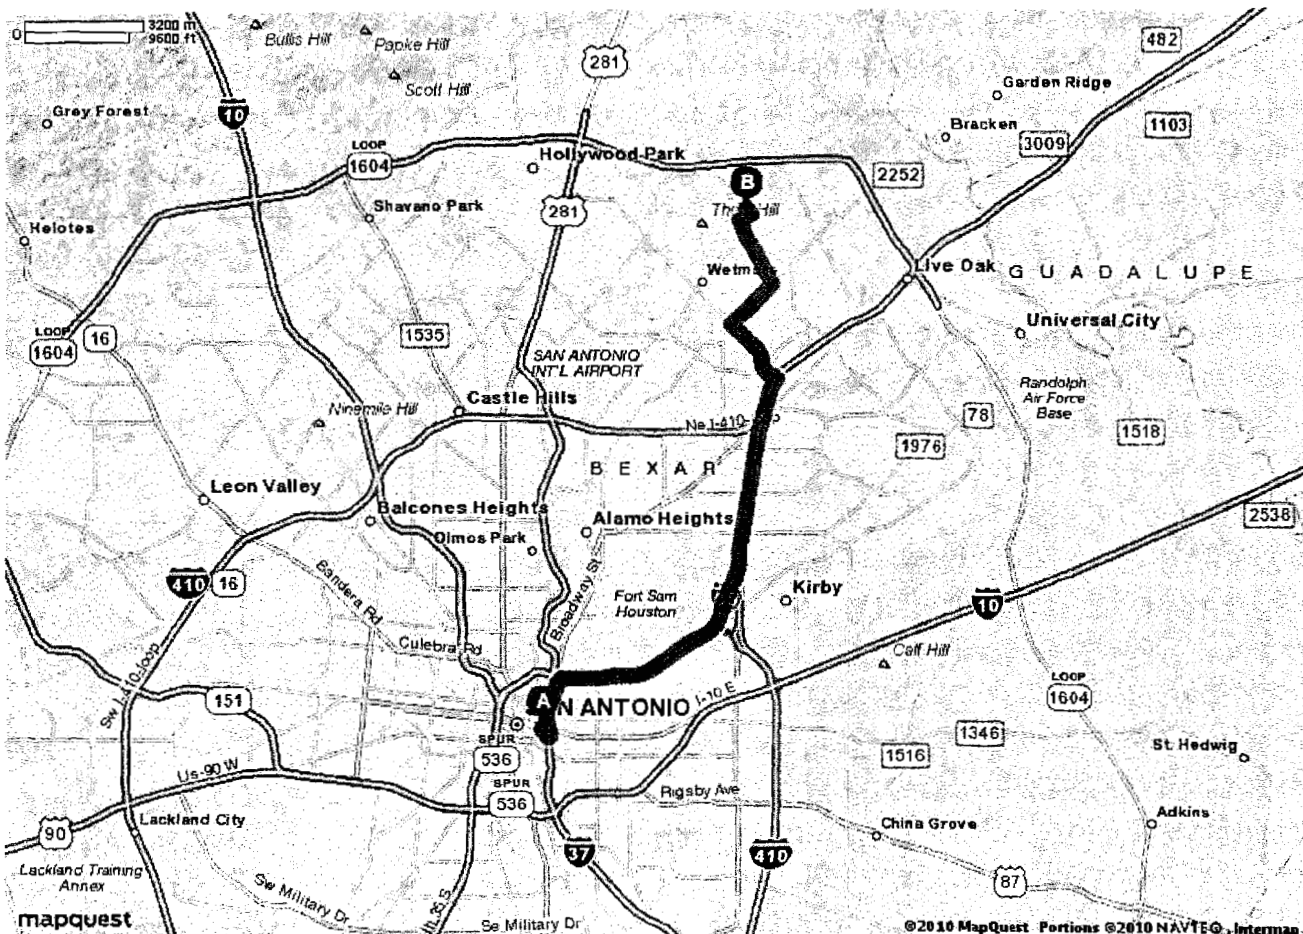 0
3200 m
9600 ft
Bullis Hill
Papke Hill
Scott Hill
281
482
Garden Ridge
Grey Forest
10
Bracken
1103
3009
LOOP
1604
Hollywood Park
2252
B
Shavano Park
281
Helotes
Hill
Live Oak
GUADALUPE
LOOP
1604
16
1535
Universal City
SAN ANTONIO
INT'L AIRPORT
Randolph
Air Force
Base
Castle Hills
Ninemile Hill
Ne I-410
78
1976
1518
BEXAR
Leon Valley
Balcones Heights
Alamo Heights
2538
Olmos Park
410
16
Bandera Rd
Broadway St
Fort Sam
Houston
Kirby
10
Culebra Rd
Calf Hill
Sw I-410 loop
151
A
N ANTONIO
I-10 E
LOOP
1604
SPUR
536
1346
1516
St. Hedwig
Us-90 W
SPUR
536
Rigsby Ave
90
Lackland City
Adkins
China Grove
37
410
87
Lackland Training
Annex
Sw Military Dr
Se Military Dr
mapquest
©2010 MapQuest Portions ©2010 NAVTEQ, Intermap